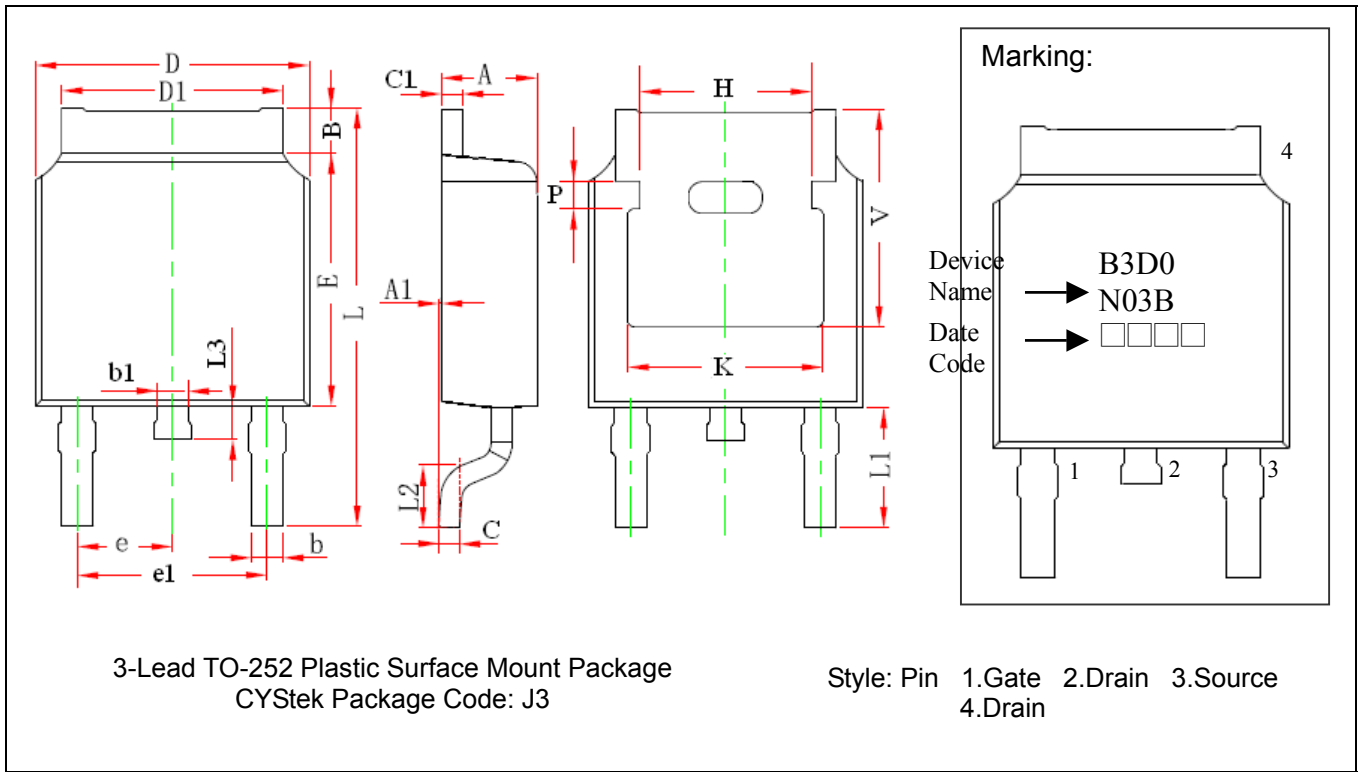 D
D1
B
E
L
L3
b1
e
e1
b
C1
A
A1
L2
C
H
P
V
K
L1
Marking:
4
Device
Name
B3D0
N03B
Date
Code
□□□□
1
2
3
3-Lead TO-252 Plastic Surface Mount Package
CYStek Package Code: J3
Style: Pin 1.Gate 2.Drain 3.Source
4.Drain